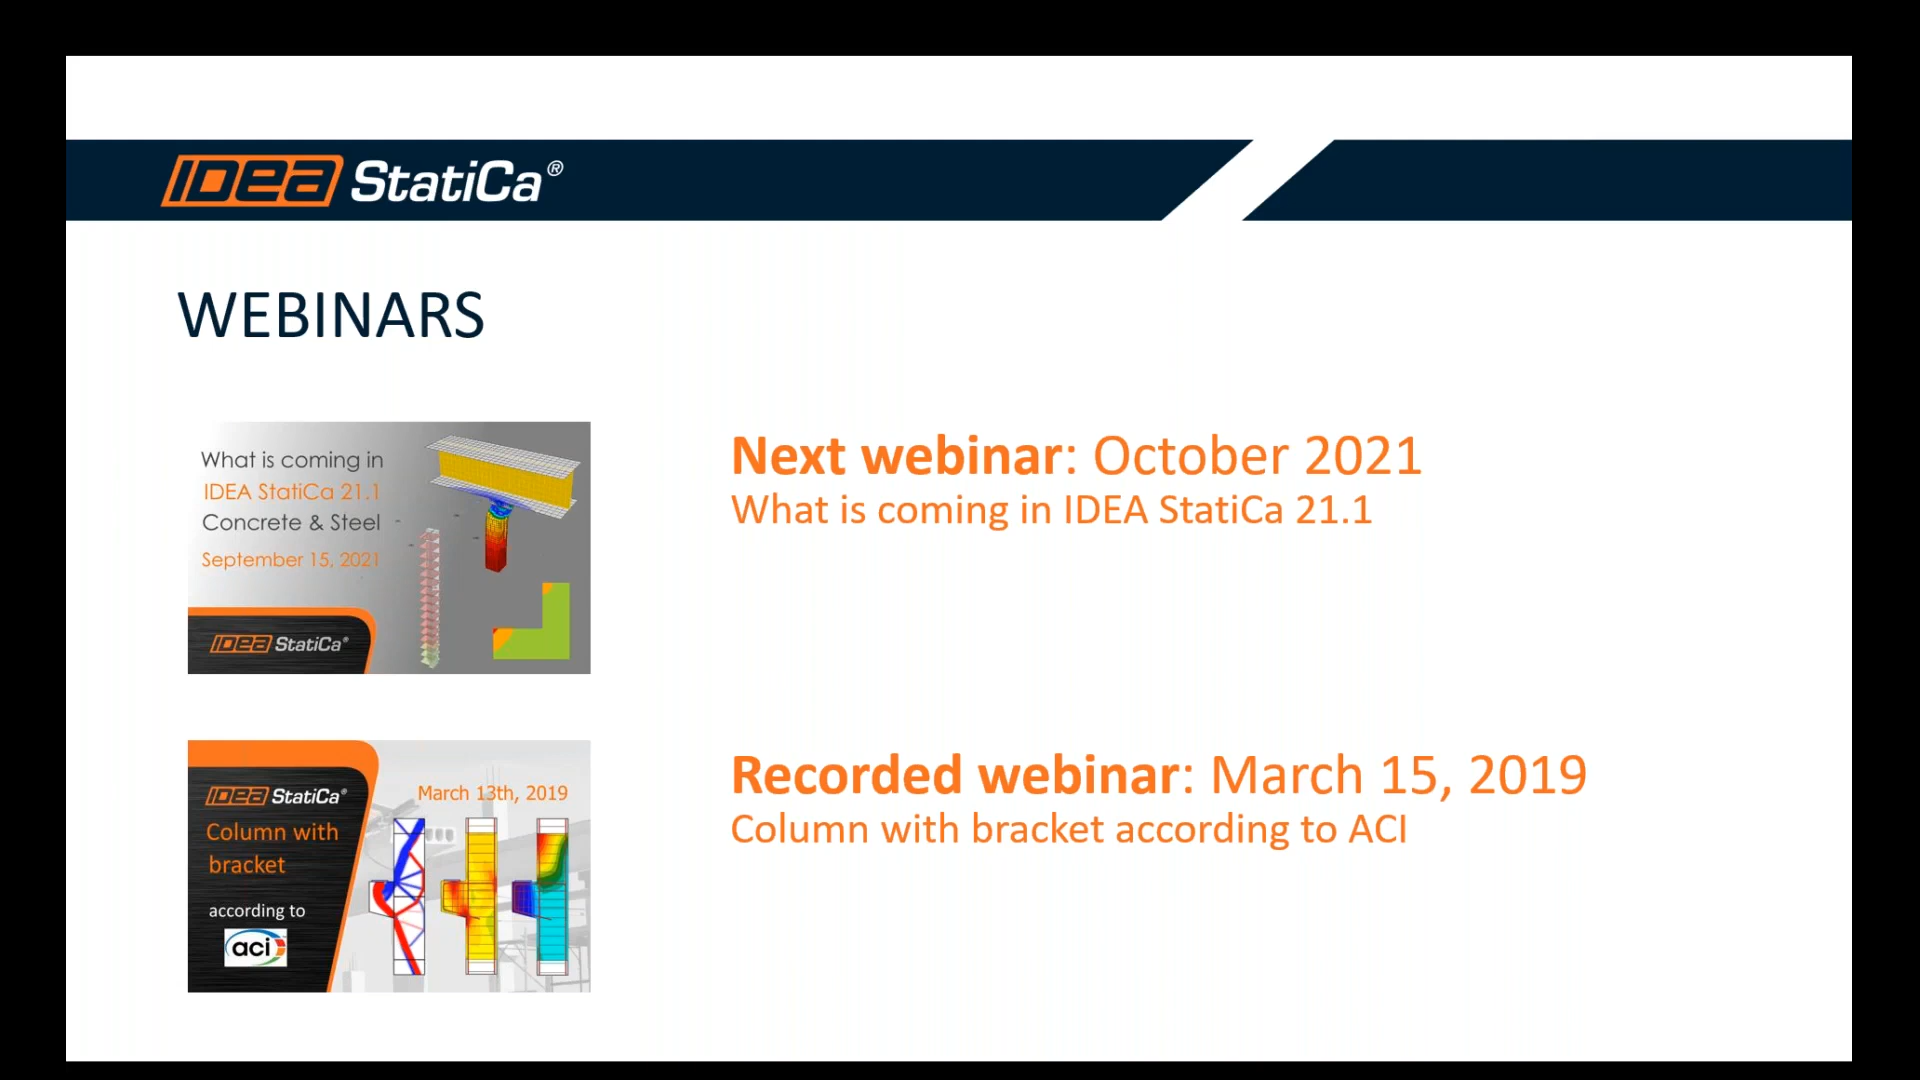 IDEA StatiCa®
WEBINARS
What is coming in
IDEA StatiCa 21.1
Concrete & Steel
September 15, 2021
IDEA StatiCa®
Next webinar: October 2021
What is coming in IDEA StatiCa 21.1
IDEA StatiCa®
March 13th, 2019
Column with
bracket
according to
aci
Recorded webinar: March 15, 2019
Column with bracket according to ACI